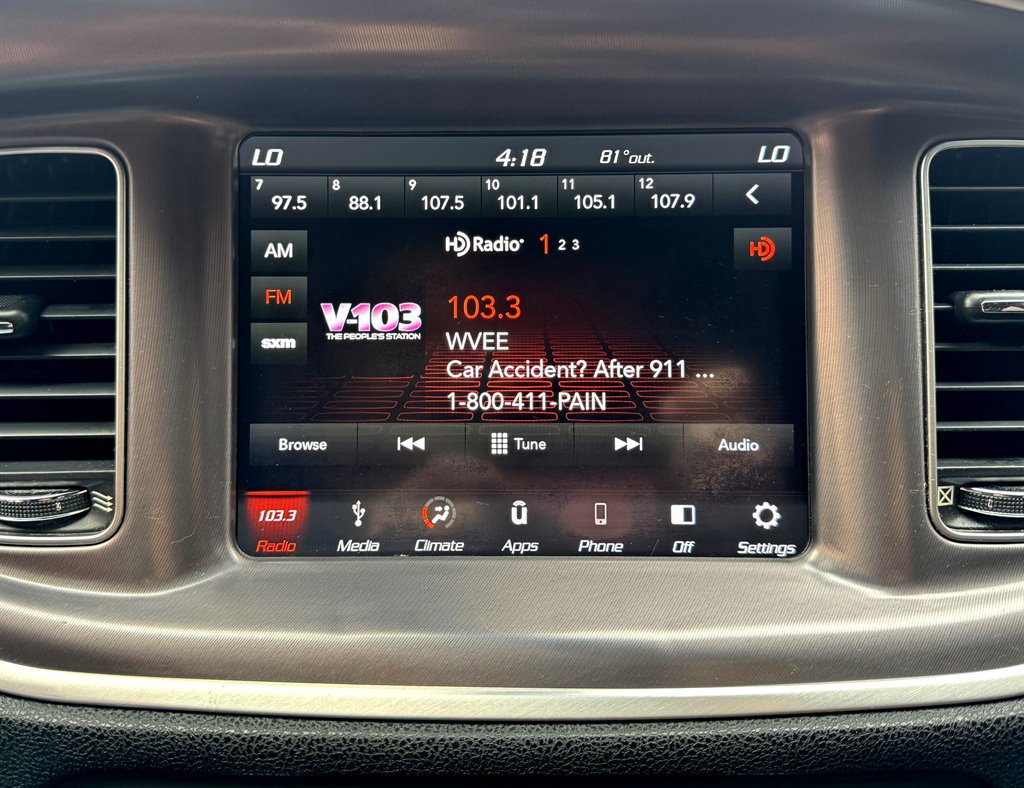 LO 4:18 81°out. LO
7 97.5 8 88.1 9 107.5 10 101.1 11 105.1 12 107.9
AM
HD Radio 1 2 3
HD
FM
sxm
V-103
THE PEOPLE'S STATION
103.3
WVEE
Car Accident? After 911 ...
1-800-411-PAIN
Browse Tune Audio
103.3
Radio Media Climate Apps Phone Off Settings